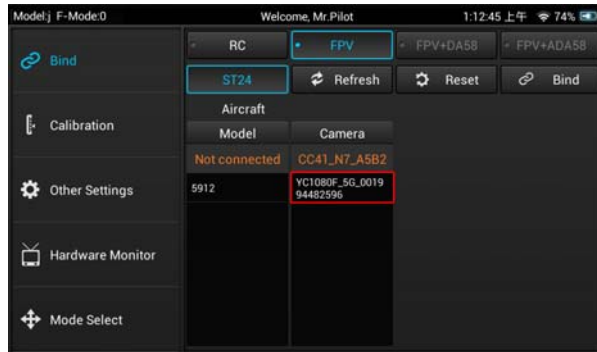 Model:j F-Mode:0 Welcome, Mr.Pilot 1:12:45 上午 74%
Bind
RC FPV FPV+DA58 FPV+ADA58
ST24 Refresh Reset Bind
Aircraft
Calibration
Model Camera
Not connected CC41_N7_A5B2
Other Settings
5912 YC1080F_5G_0019
94482596
Hardware Monitor
Mode Select